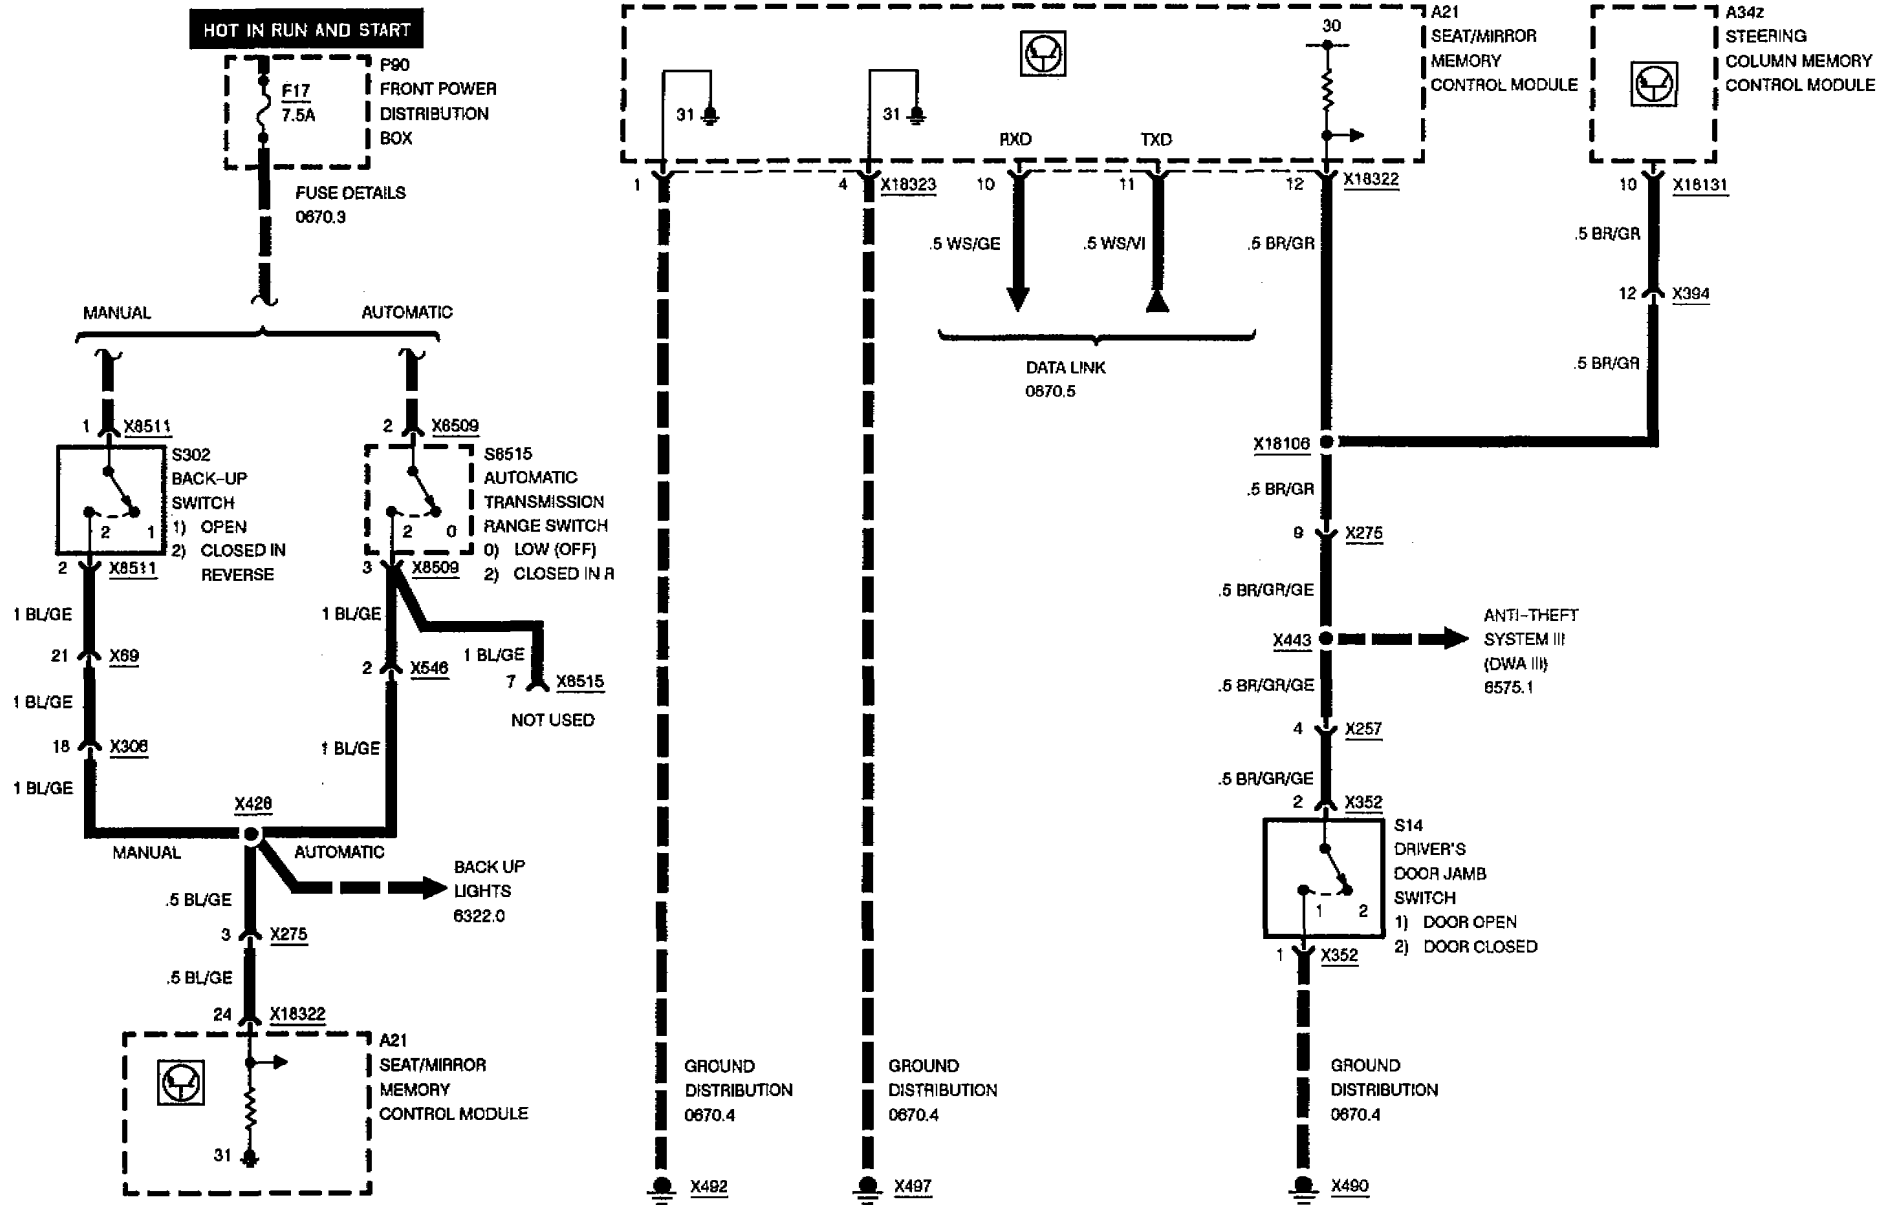 HOT IN RUN AND START
F17
7.5A
P90
FRONT POWER
DISTRIBUTION
BOX
FUSE DETAILS
0670.3
MANUAL
AUTOMATIC
1
X8511
S302
BACK-UP
SWITCH
1) OPEN
2) CLOSED IN
REVERSE
2
1
2
X8511
1 BL/GE
21
X69
1 BL/GE
18
X306
1 BL/GE
2
X8509
S8515
AUTOMATIC
TRANSMISSION
RANGE SWITCH
0) LOW (OFF)
2) CLOSED IN R
2
0
3
X8509
1 BL/GE
2
X546
1 BL/GE
7
X8515
NOT USED
1 BL/GE
X428
MANUAL
AUTOMATIC
BACK UP
LIGHTS
6322.0
.5 BL/GE
3
X275
.5 BL/GE
24
X18322
A21
SEAT/MIRROR
MEMORY
CONTROL MODULE
31
A21
SEAT/MIRROR
MEMORY
CONTROL MODULE
31
31
RXD
TXD
30
1
4
X18323
10
11
12
X18322
.5 WS/GE
.5 WS/VI
.5 BR/GR
DATA LINK
0670.5
A34z
STEERING
COLUMN MEMORY
CONTROL MODULE
10
X18131
.5 BR/GR
12
X394
.5 BR/GR
X18106
.5 BR/GR
9
X275
.5 BR/GR/GE
X443
ANTI-THEFT
SYSTEM III
(DWA III)
6575.1
.5 BR/GR/GE
4
X257
.5 BR/GR/GE
2
X352
S14
DRIVER'S
DOOR JAMB
SWITCH
1) DOOR OPEN
2) DOOR CLOSED
1
2
1
X352
GROUND
DISTRIBUTION
0670.4
GROUND
DISTRIBUTION
0670.4
GROUND
DISTRIBUTION
0670.4
X492
X497
X490